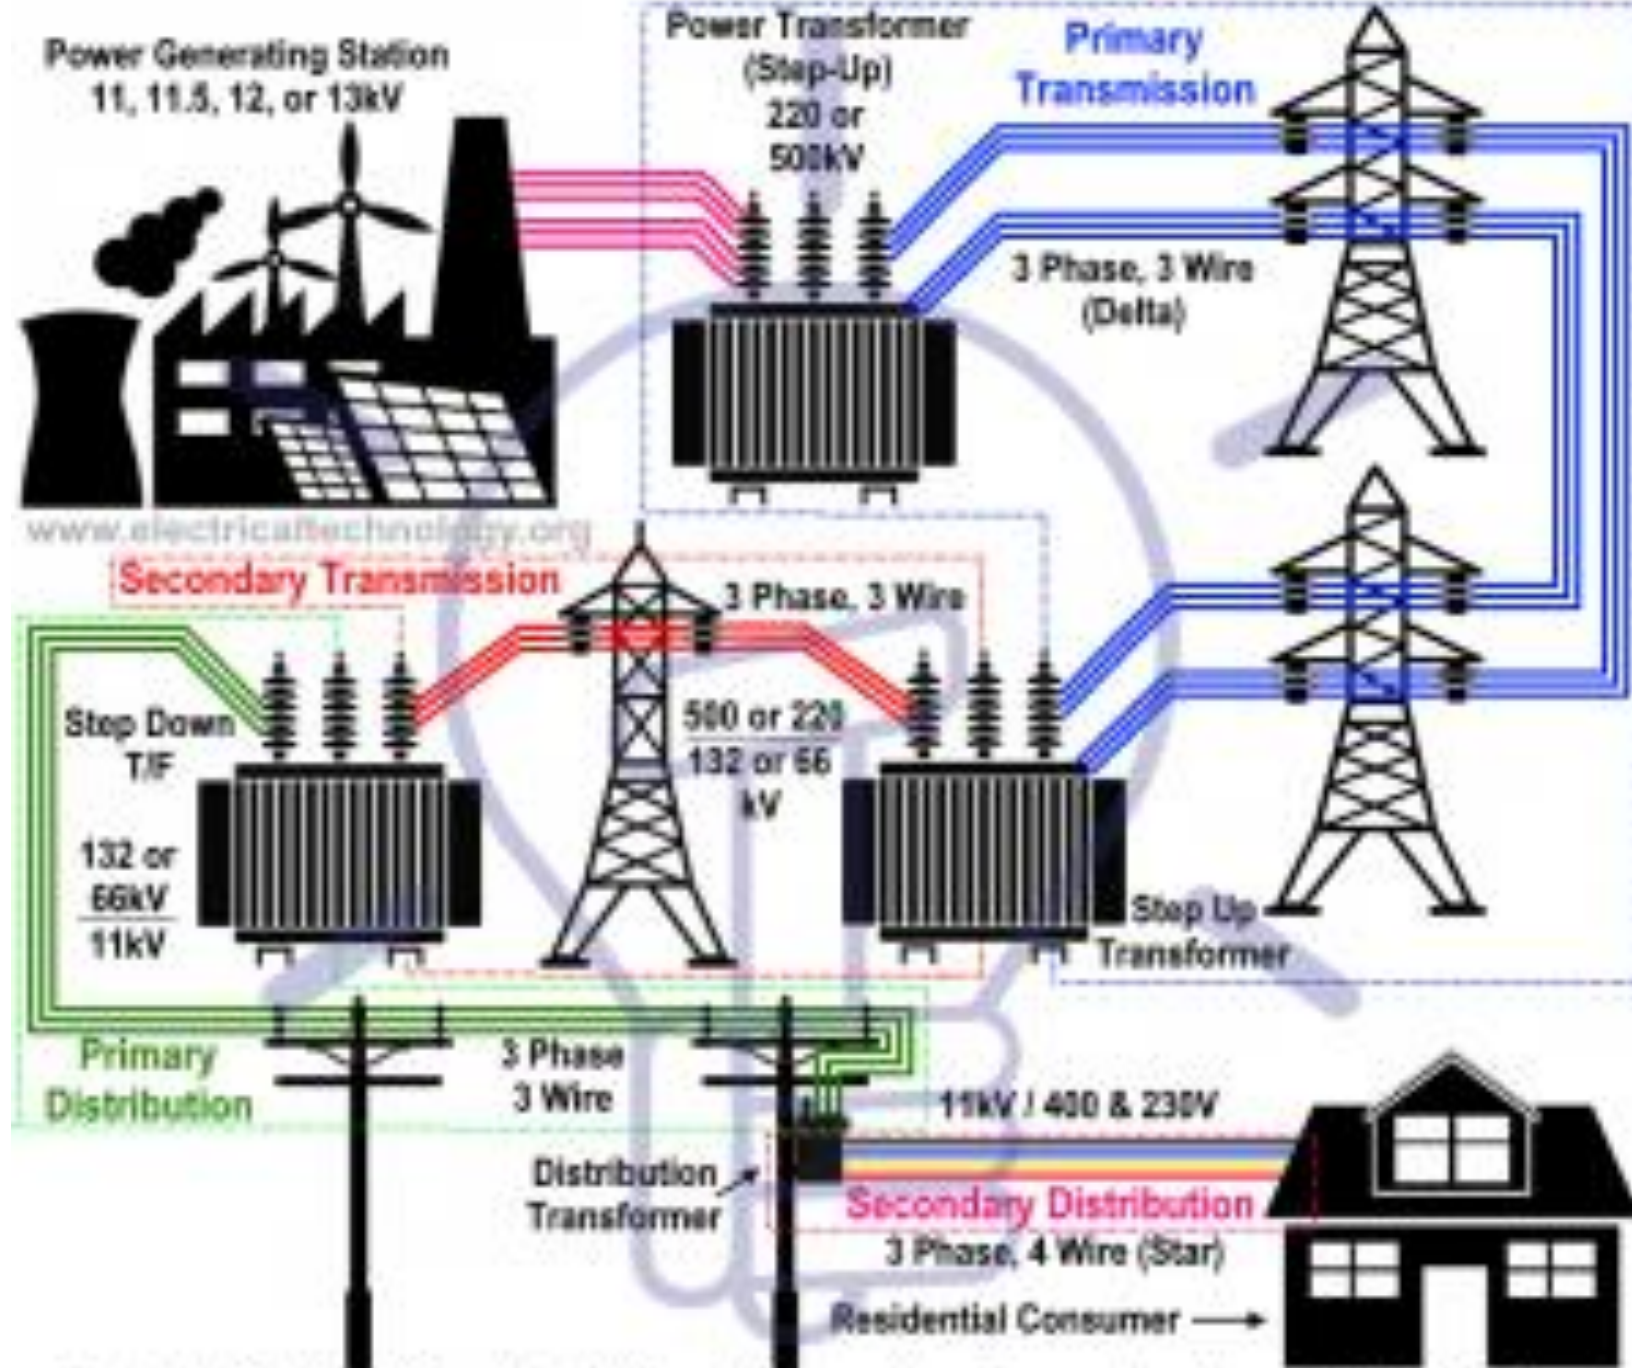 Power Generating Station
11, 11.5, 12, or 13kV
Power Transformer
(Step-Up)
220 or
500kV
Primary
Transmission
3 Phase, 3 Wire
(Delta)
www.electricaltechnology.org
Secondary Transmission
3 Phase, 3 Wire
Step Down
T/F
500 or 220
132 or 66
kV
132 or
66kV
11kV
Step Up
Transformer
Primary
Distribution
3 Phase
3 Wire
11kV / 400 & 230V
Distribution
Transformer
Secondary Distribution
3 Phase, 4 Wire (Star)
Residential Consumer